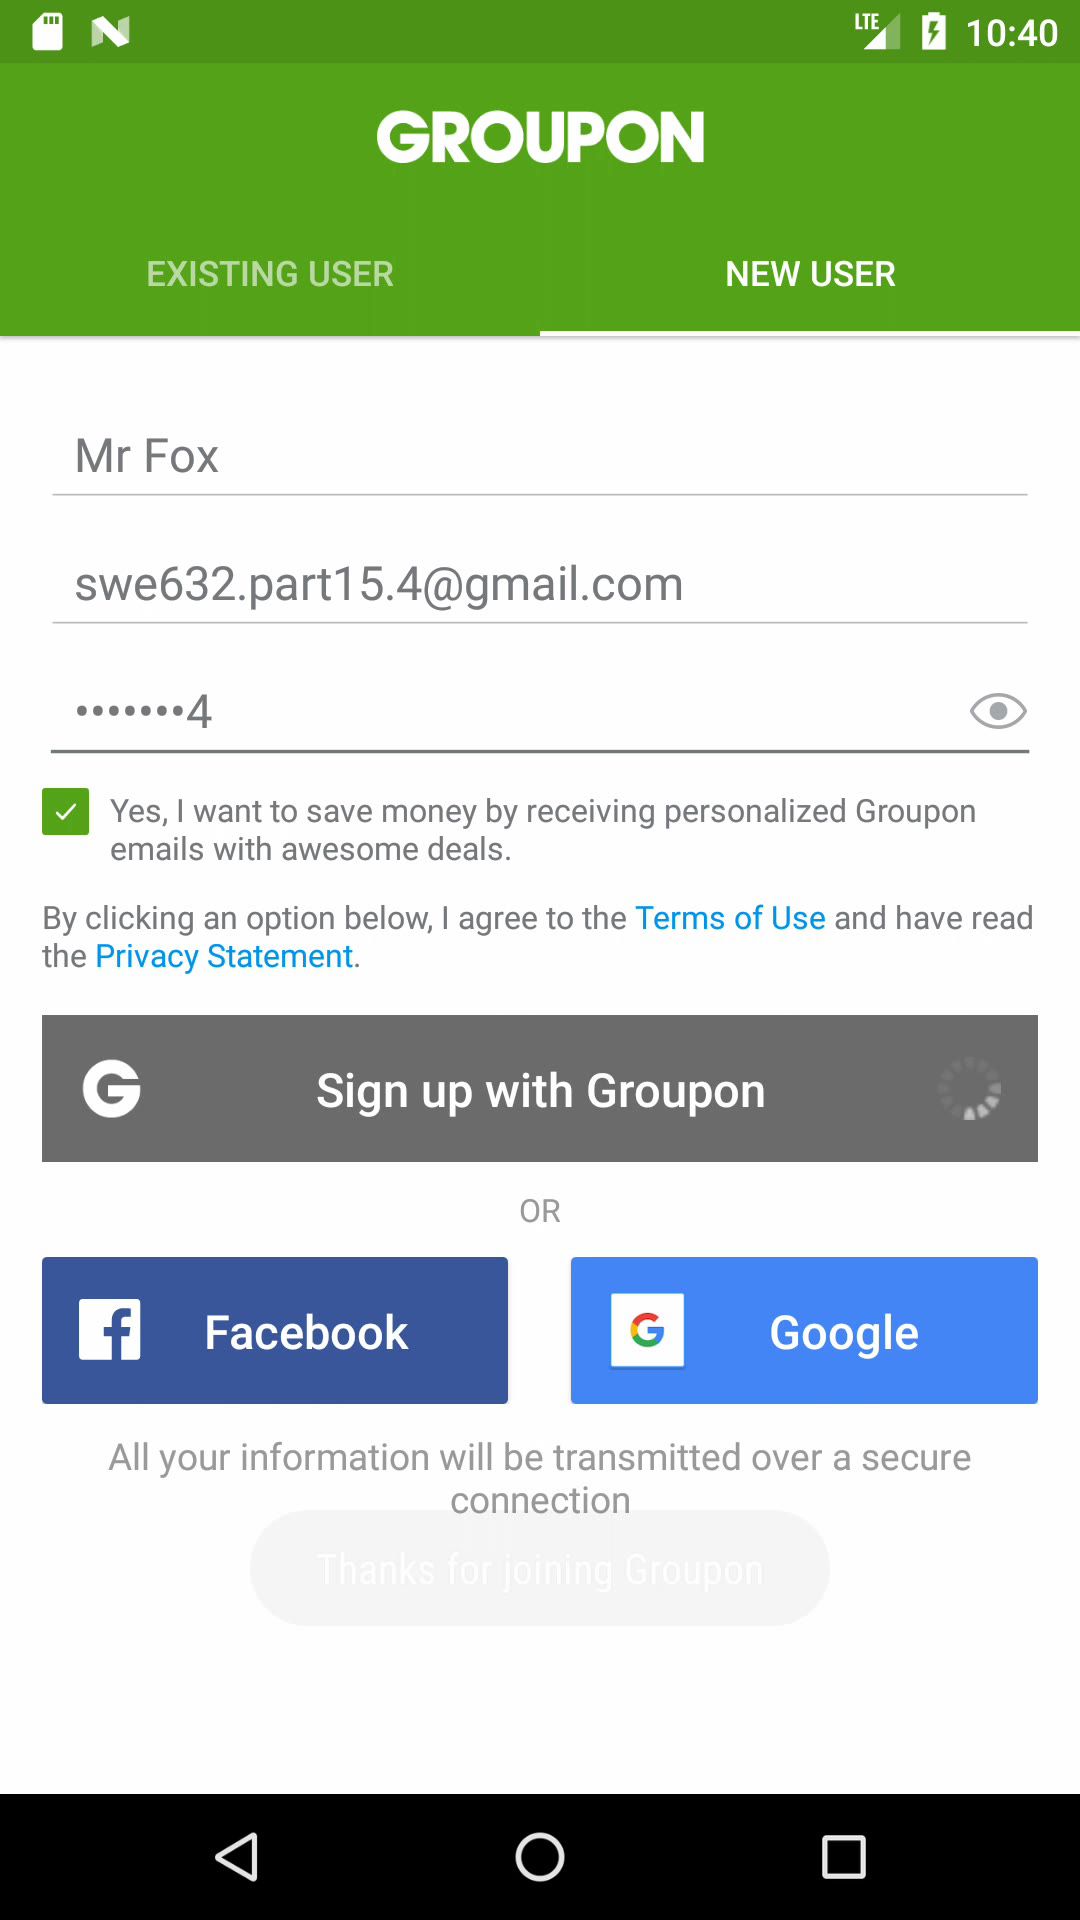 LTE 10:40
GROUPON
EXISTING USER NEW USER
Mr Fox
swe632.part15.4@gmail.com
•••••••4
Yes, I want to save money by receiving personalized Groupon
emails with awesome deals.
By clicking an option below, I agree to the Terms of Use and have read
the Privacy Statement.
Sign up with Groupon
OR
Facebook Google
All your information will be transmitted over a secure
connection
Thanks for joining Groupon